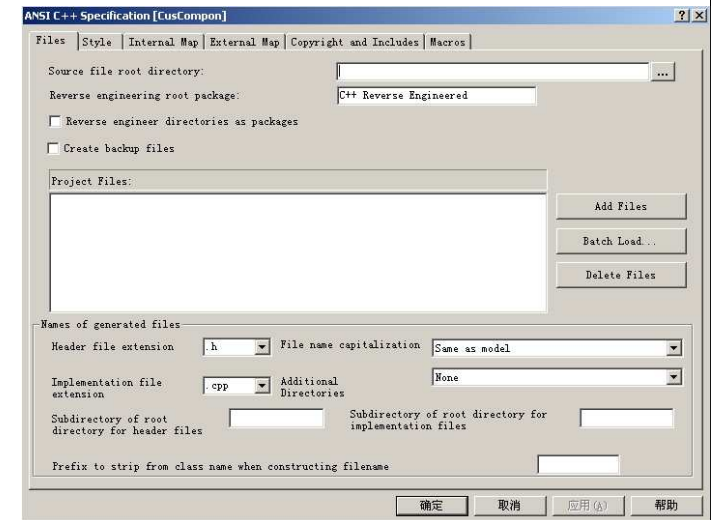 ANSI C++ Specification [CusCompon]
Files Style Internal Map External Map Copyright and Includes Macros
Source file root directory:
...
Reverse engineering root package: C++ Reverse Engineered
Reverse engineer directories as packages
Create backup files
Project Files:
Add Files
Batch Load...
Delete Files
Names of generated files
Header file extension .h File name capitalization Same as model
Implementation file extension .cpp Additional Directories None
Subdirectory of root directory for header files Subdirectory of root directory for implementation files
Prefix to strip from class name when constructing filename
确定 取消 应用(A) 帮助